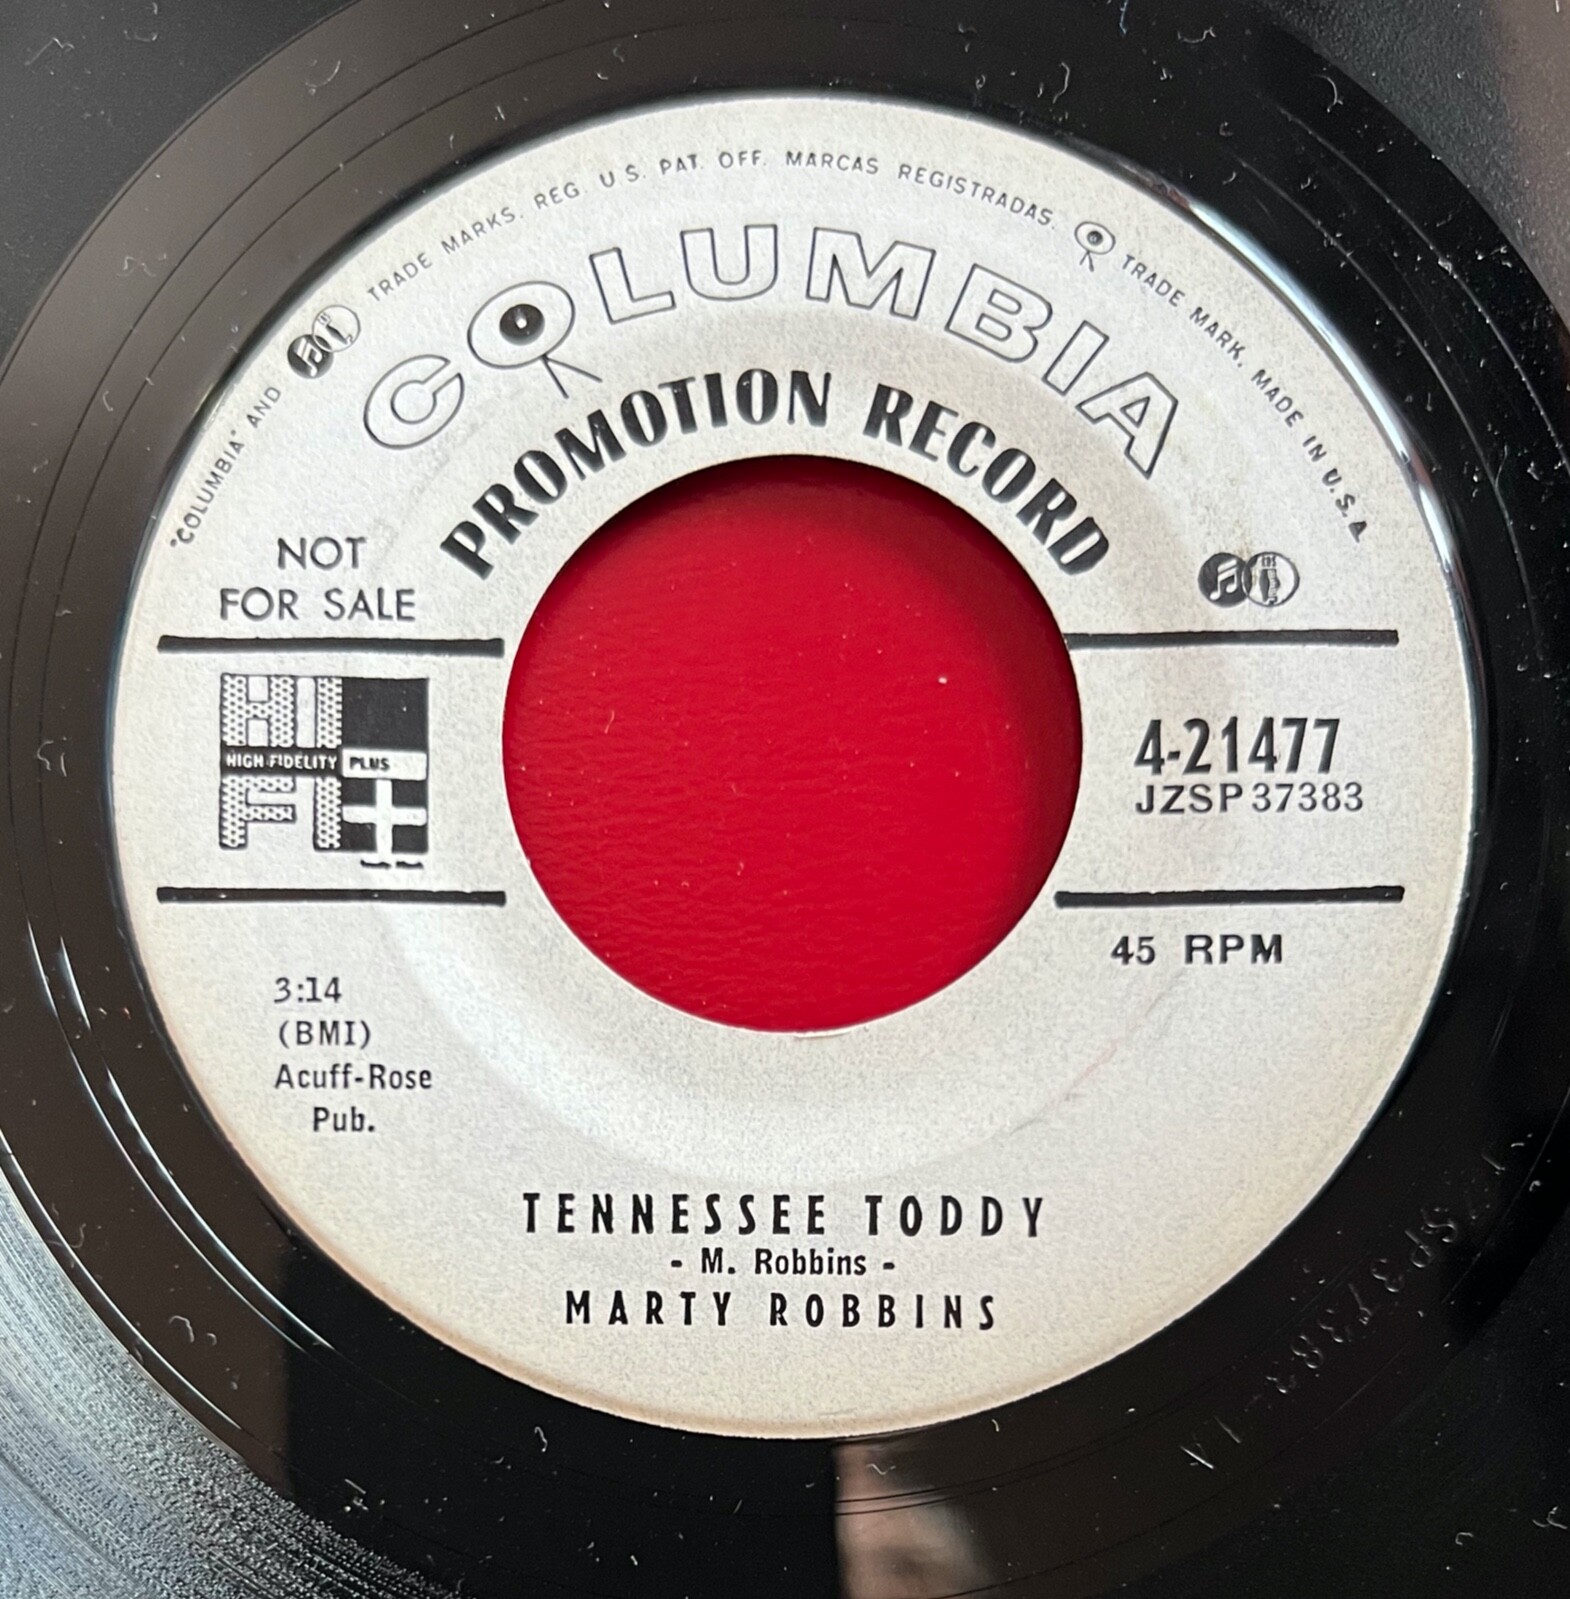 "COLUMBIA" AND TRADE MARKS. REG. U.S. PAT. OFF. MARCAS REGISTRADAS. TRADE MARK. MADE IN U.S.A.
COLUMBIA
PROMOTION RECORD
NOT
FOR SALE
HI
HIGH FIDELITY PLUS
FI
4-21477
JZSP 37383
45 RPM
3:14
(BMI)
Acuff-Rose
Pub.
TENNESSEE TODDY
- M. Robbins -
MARTY ROBBINS